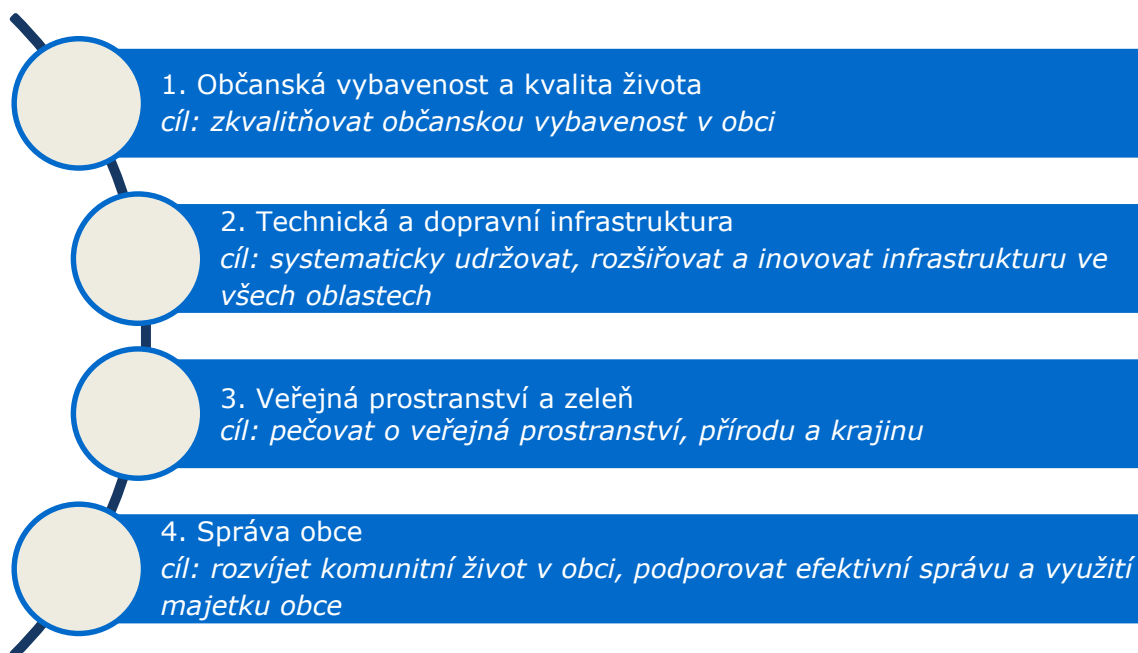 1. Občanská vybavenost a kvalita života
cíl: zkvalitňovat občanskou vybavenost v obci
2. Technická a dopravní infrastruktura
cíl: systematicky udržovat, rozšiřovat a inovovat infrastrukturu ve
všech oblastech
3. Veřejná prostranství a zeleň
cíl: pečovat o veřejná prostranství, přírodu a krajinu
4. Správa obce
cíl: rozvíjet komunitní život v obci, podporovat efektivní správu a využití
majetku obce